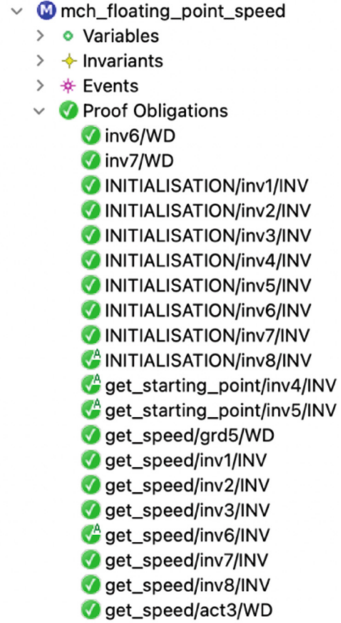 M mch_floating_point_speed
Variables
Invariants
Events
Proof Obligations
inv6/WD
inv7/WD
INITIALISATION/inv1/INV
INITIALISATION/inv2/INV
INITIALISATION/inv3/INV
INITIALISATION/inv4/INV
INITIALISATION/inv5/INV
INITIALISATION/inv6/INV
INITIALISATION/inv7/INV
A INITIALISATION/inv8/INV
A get_starting_point/inv4/INV
A get_starting_point/inv5/INV
get_speed/grd5/WD
get_speed/inv1/INV
get_speed/inv2/INV
get_speed/inv3/INV
A get_speed/inv6/INV
get_speed/inv7/INV
get_speed/inv8/INV
get_speed/act3/WD